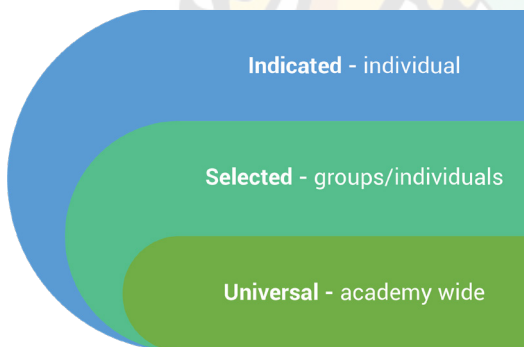 Indicated - individual
Selected - groups/individuals
Universal - academy wide